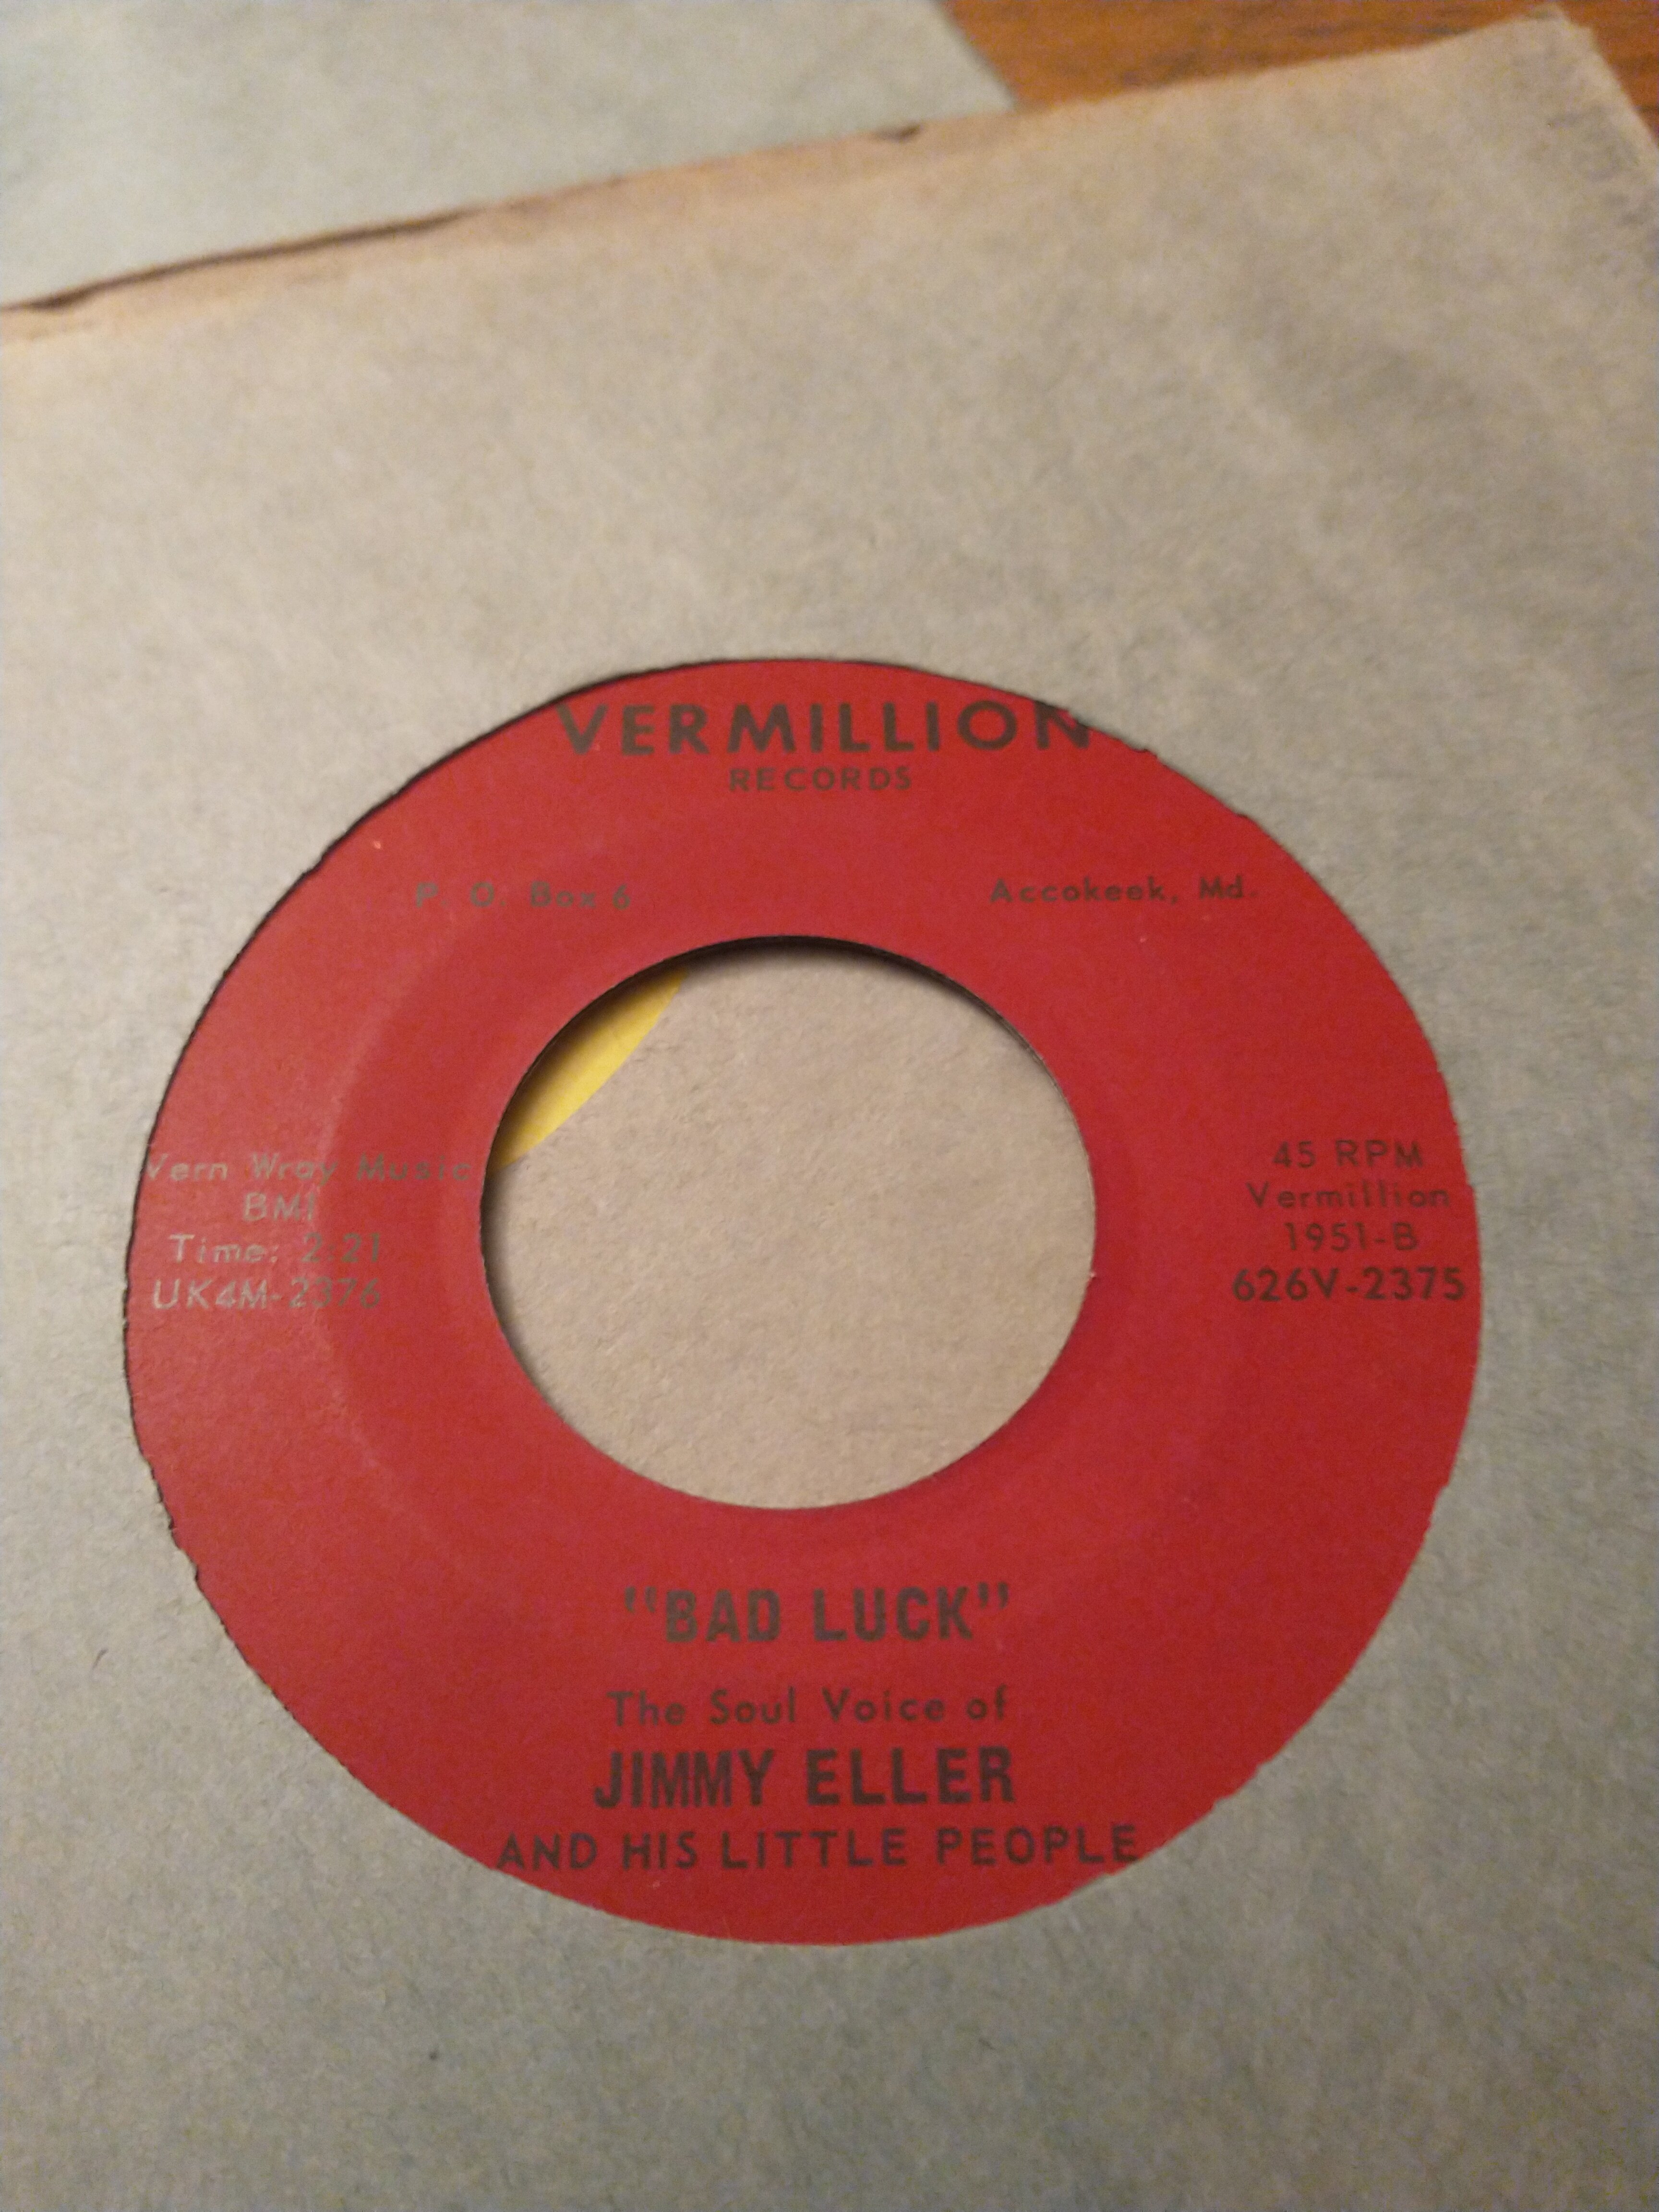 VERMILLION
RECORDS
P. O. Box 6
Accokeek, Md.
Vern Wray Music
BMI
Time: 2:21
UK4M-2376
45 RPM
Vermillion
1951-B
626V-2375
"BAD LUCK"
The Soul Voice of
JIMMY ELLER
AND HIS LITTLE PEOPLE